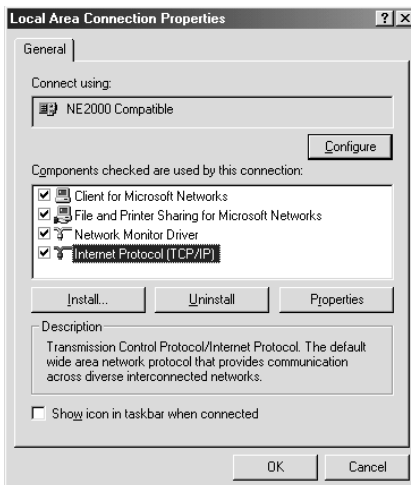 Local Area Connection Properties
General
Connect using:
NE2000 Compatible
Configure
Components checked are used by this connection:
Client for Microsoft Networks
File and Printer Sharing for Microsoft Networks
Network Monitor Driver
Internet Protocol (TCP/IP)
Install... Uninstall Properties
Description
Transmission Control Protocol/Internet Protocol. The default
wide area network protocol that provides communication
across diverse interconnected networks.
Show icon in taskbar when connected
OK Cancel